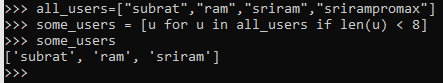 >>> all_users=["subrat","ram","sriram","srirampromax"]
>>> some_users = [u for u in all_users if len(u) < 8]
>>> some_users
['subrat', 'ram', 'sriram']
>>>